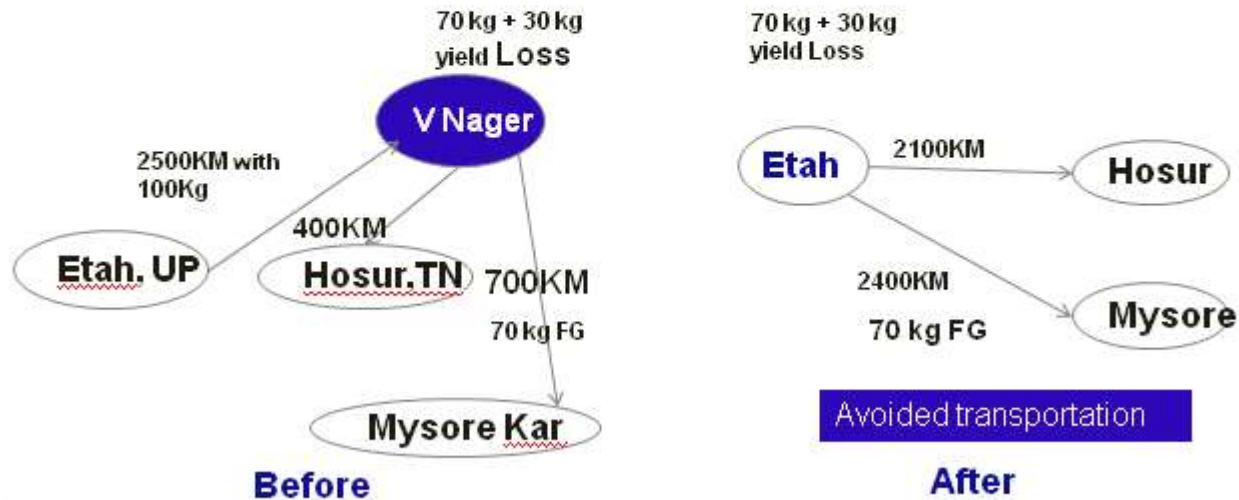 70 kg + 30 kg
yield Loss
V Nager
2500KM with
100Kg
400KM
Etah. UP
Hosur.TN
700KM
70 kg FG
Mysore Kar
Before
70 kg + 30 kg
yield Loss
Etah
2100KM
Hosur
2400KM
70 kg FG
Mysore
Avoided transportation
After